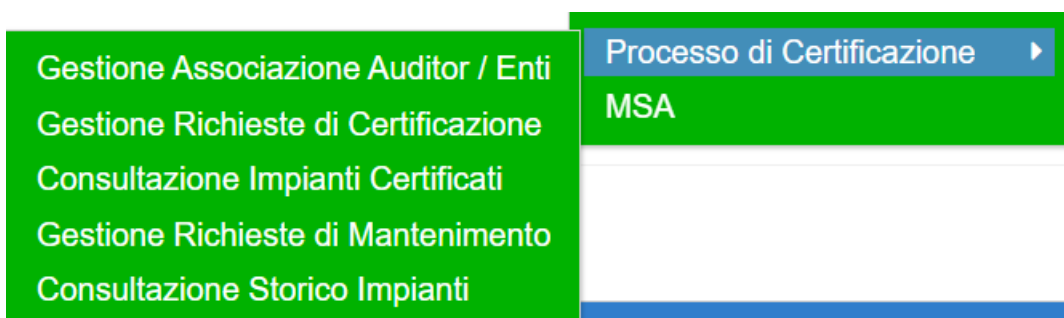 Processo di Certificazione
MSA
Gestione Associazione Auditor / Enti
Gestione Richieste di Certificazione
Consultazione Impianti Certificati
Gestione Richieste di Mantenimento
Consultazione Storico Impianti